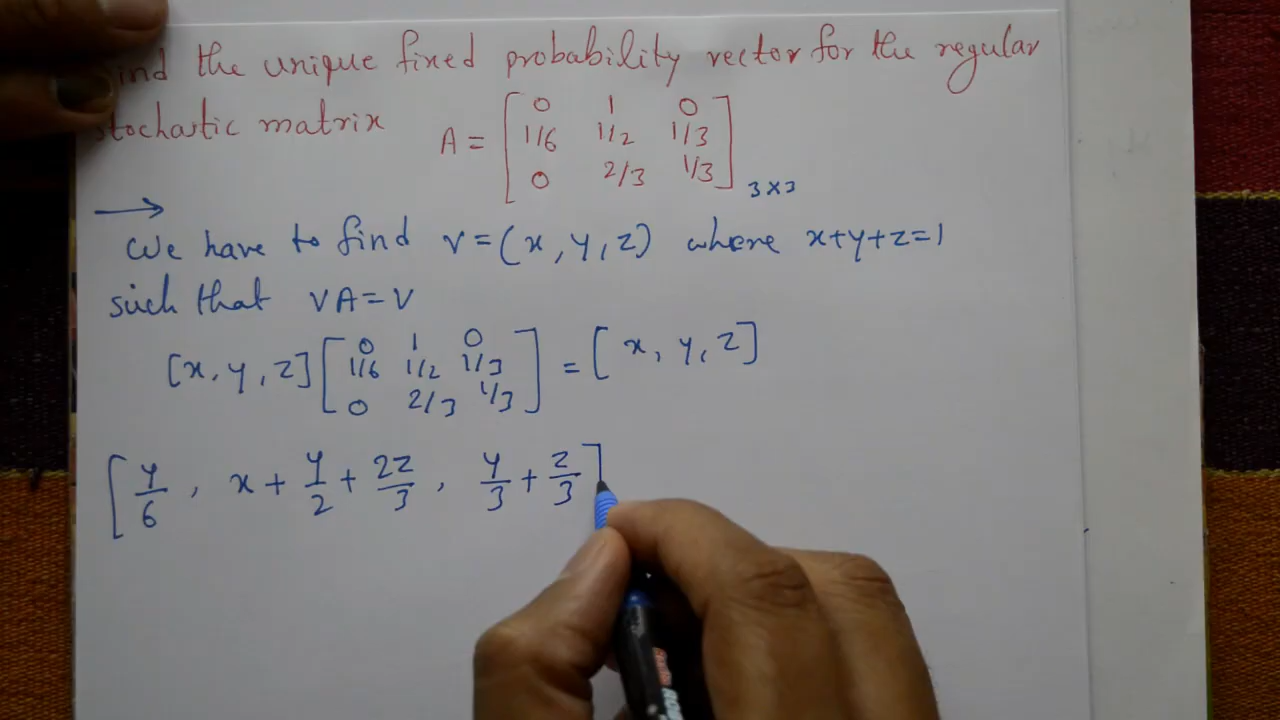 ind the unique fixed probability vector for the regular
stochastic matrix A = [ 0 1 0
1/6 1/2 1/3
0 2/3 1/3 ] 3×3
→
We have to find v = (x, y, z) where x+y+z=1
such that vA = v
[x, y, z] [ 0 1 0
1/6 1/2 1/3
0 2/3 1/3 ] = [x, y, z]
[ y/6 , x + y/2 + 2z/3 , y/3 + z/3 ]